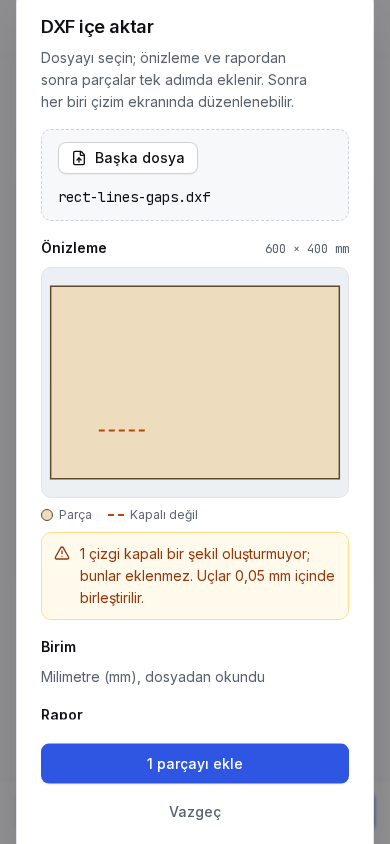 DXF içe aktar
Dosyayı seçin; önizleme ve rapordan
sonra parçalar tek adımda eklenir. Sonra
her biri çizim ekranında düzenlenebilir.
Başka dosya
rect-lines-gaps.dxf
Önizleme 600 × 400 mm
Parça Kapalı değil
1 çizgi kapalı bir şekil oluşturmuyor;
bunlar eklenmez. Uçlar 0,05 mm içinde
birleştirilir.
Birim
Milimetre (mm), dosyadan okundu
Rapor
1 parçayı ekle
Vazgeç